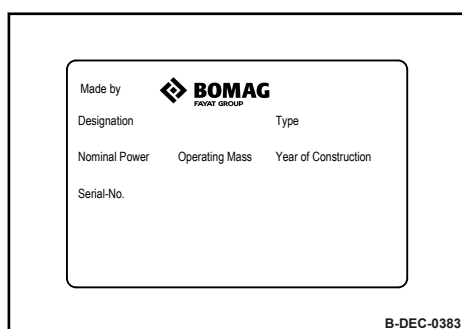 Made by BOMAG
FAYAT GROUP
Designation Type
Nominal Power Operating Mass Year of Construction
Serial-No.
B-DEC-0383